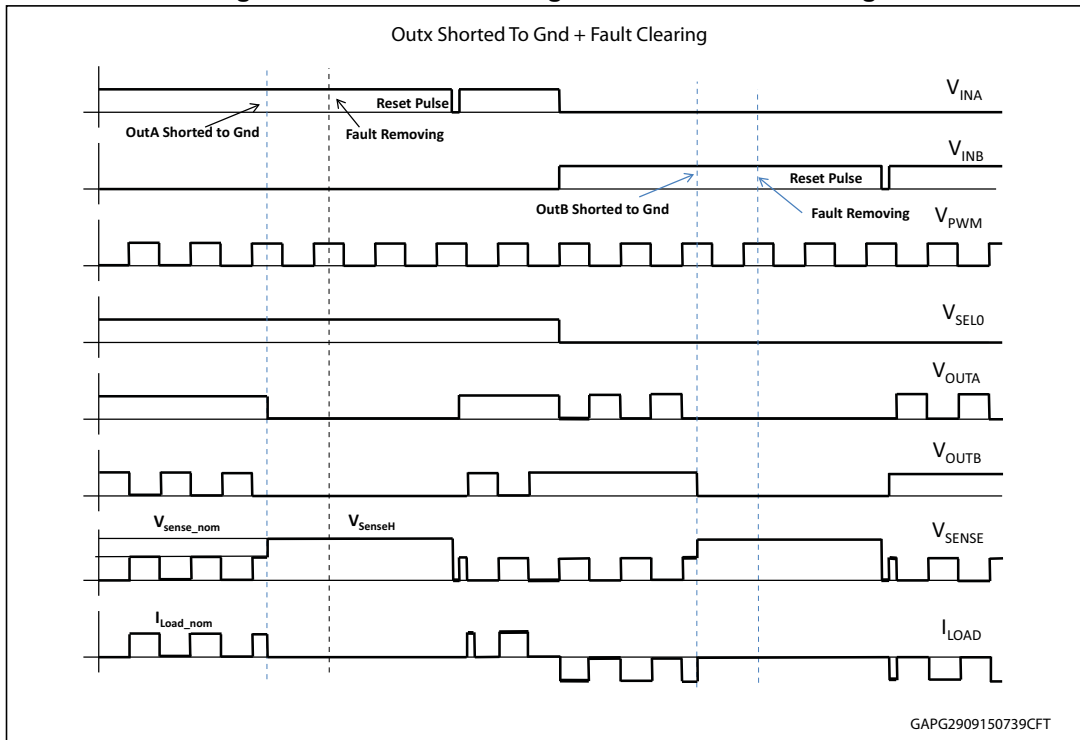 Outx Shorted To Gnd + Fault Clearing
V_INA
Reset Pulse
OutA Shorted to Gnd
Fault Removing
V_INB
Reset Pulse
OutB Shorted to Gnd
Fault Removing
V_PWM
V_SEL0
V_OUTA
V_OUTB
V_sense_nom
V_SenseH
V_SENSE
I_Load_nom
I_LOAD
GAPG2909150739CFT